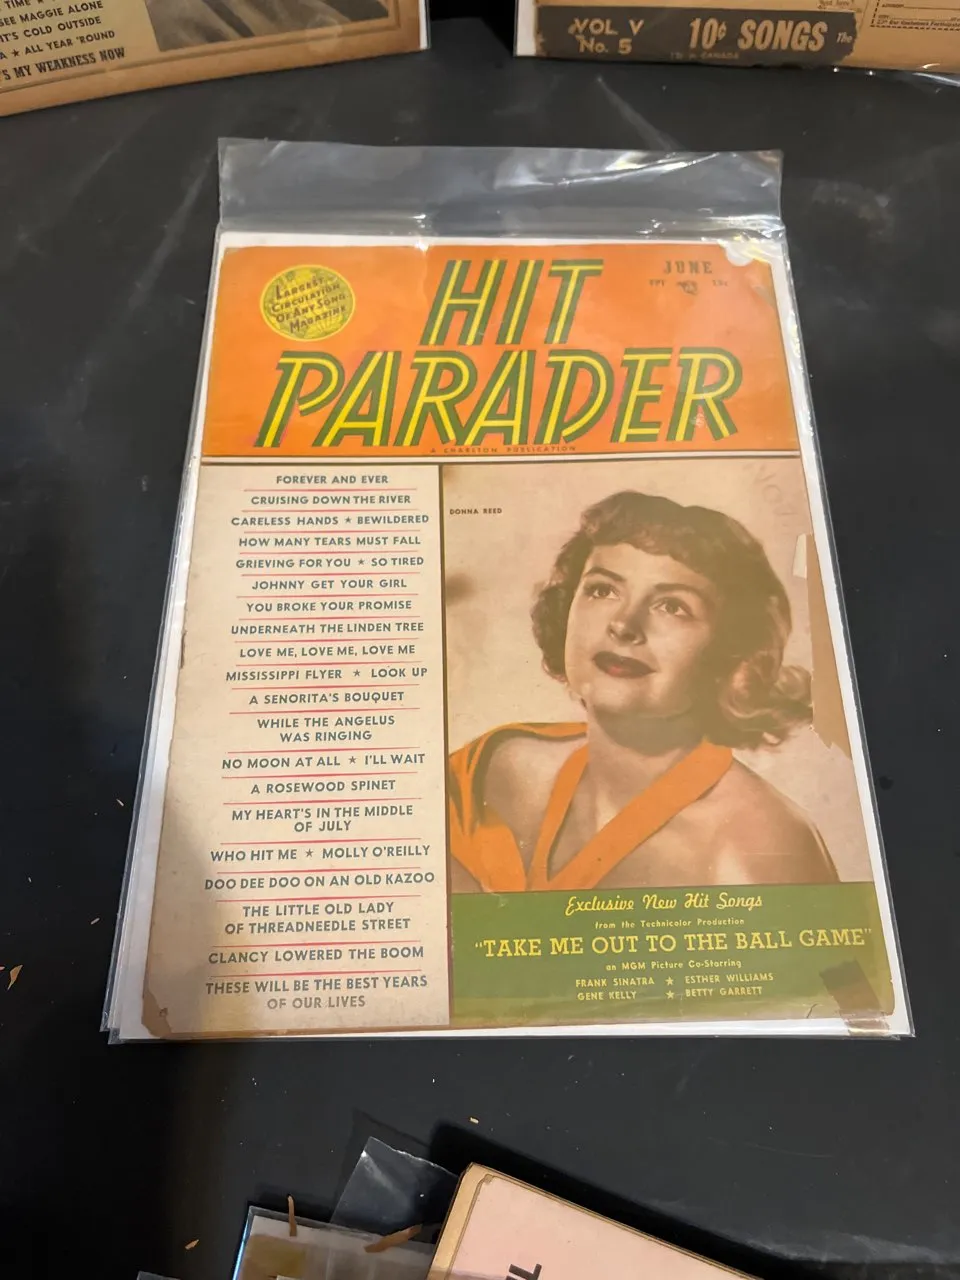 SEE MAGGIE ALONE
IT'S COLD OUTSIDE
A ★ ALL YEAR 'ROUND
'S MY WEAKNESS NOW
VOL V
No. 5
10¢ SONGS The
LARGEST
CIRCULATION
OF ANY SONG
MAGAZINE
JUNE
15c
HIT
PARADER
A CHARLTON PUBLICATION
FOREVER AND EVER
CRUISING DOWN THE RIVER
CARELESS HANDS ★ BEWILDERED
HOW MANY TEARS MUST FALL
GRIEVING FOR YOU ★ SO TIRED
JOHNNY GET YOUR GIRL
YOU BROKE YOUR PROMISE
UNDERNEATH THE LINDEN TREE
LOVE ME, LOVE ME, LOVE ME
MISSISSIPPI FLYER ★ LOOK UP
A SENORITA'S BOUQUET
WHILE THE ANGELUS
WAS RINGING
NO MOON AT ALL ★ I'LL WAIT
A ROSEWOOD SPINET
MY HEART'S IN THE MIDDLE
OF JULY
WHO HIT ME ★ MOLLY O'REILLY
DOO DEE DOO ON AN OLD KAZOO
THE LITTLE OLD LADY
OF THREADNEEDLE STREET
CLANCY LOWERED THE BOOM
THESE WILL BE THE BEST YEARS
OF OUR LIVES
DONNA REED
Exclusive New Hit Songs
from the Technicolor Production
"TAKE ME OUT TO THE BALL GAME"
an MGM Picture Co-Starring
FRANK SINATRA ★ ESTHER WILLIAMS
GENE KELLY ★ BETTY GARRETT